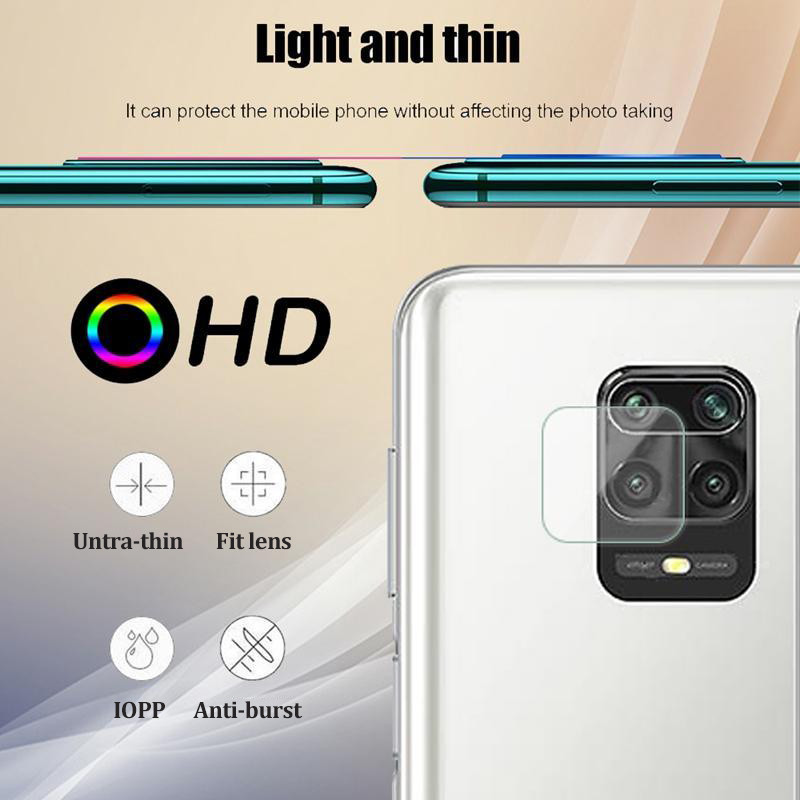 Light and thin
It can protect the mobile phone without affecting the photo taking
HD
Untra-thin
Fit lens
IOPP
Anti-burst
CAMERA